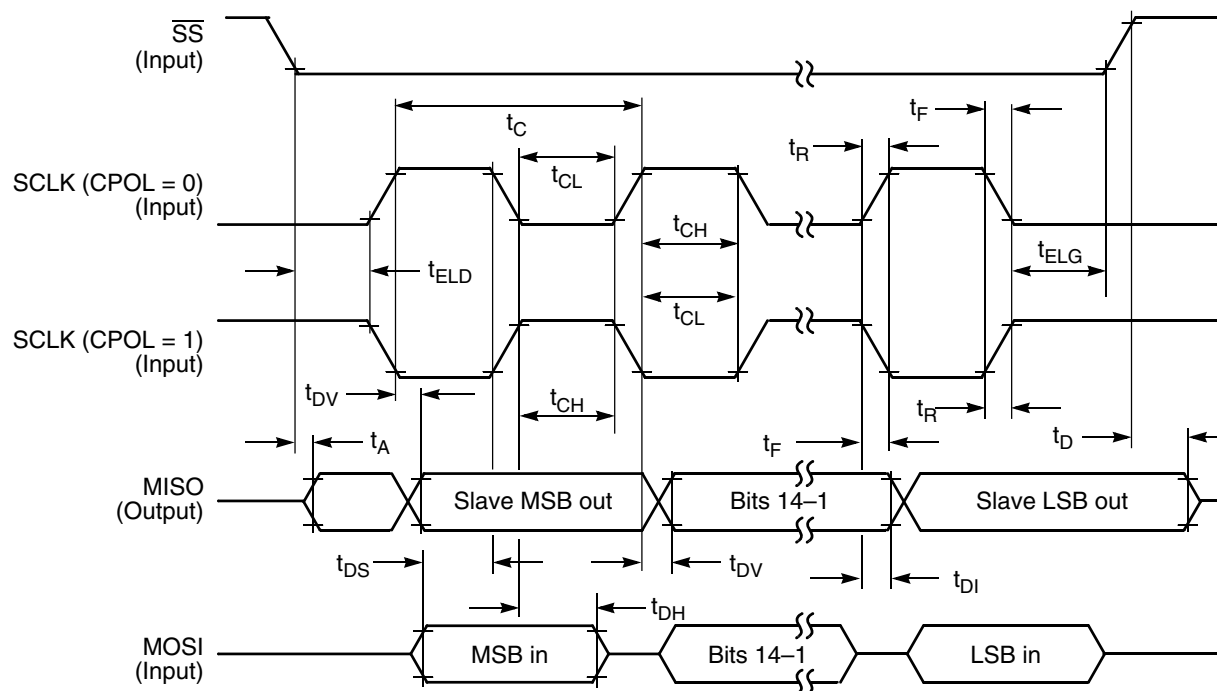 SS
(Input)
t_F
t_C
t_R
SCLK (CPOL = 0)
(Input)
t_CL
t_CH
t_ELD
t_ELG
t_CL
SCLK (CPOL = 1)
(Input)
t_DV
t_CH
t_R
t_A
t_F
t_D
MISO
(Output)
Slave MSB out
Bits 14–1
Slave LSB out
t_DS
t_DV
t_DI
t_DH
MOSI
(Input)
MSB in
Bits 14–1
LSB in